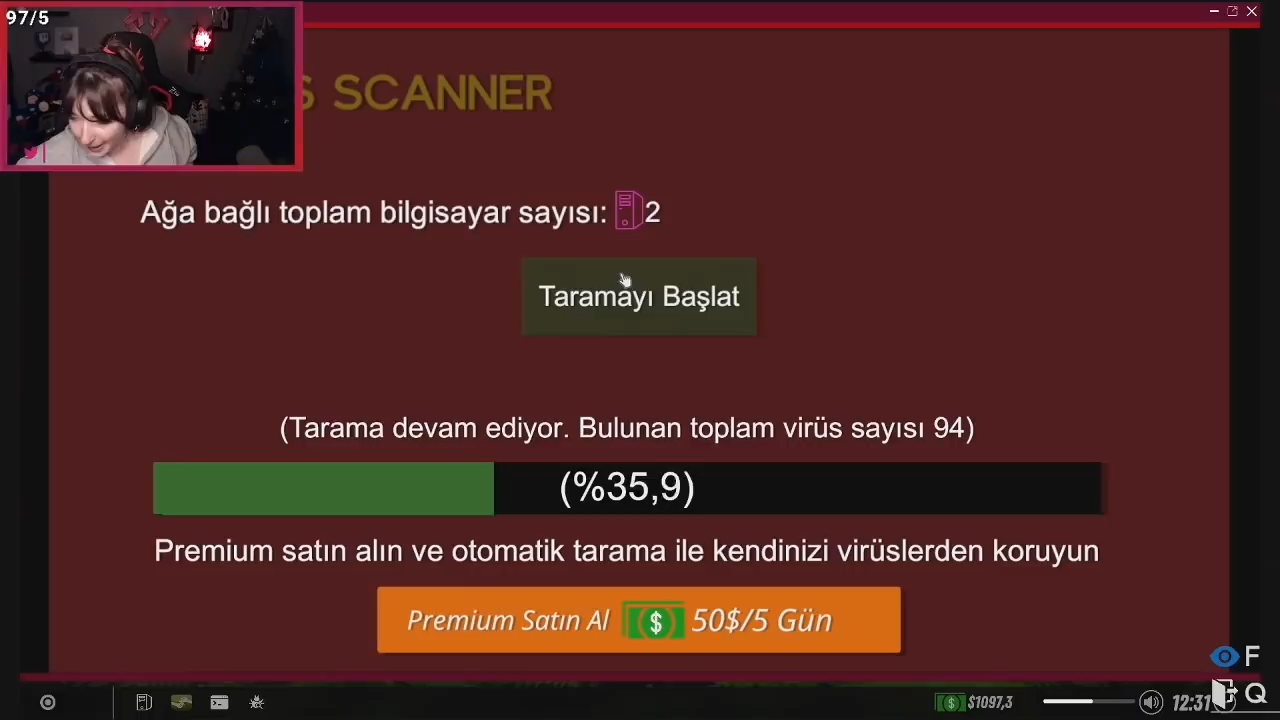 97/5
S SCANNER
Ağa bağlı toplam bilgisayar sayısı: 2
Taramayı Başlat
(Tarama devam ediyor. Bulunan toplam virüs sayısı 94)
(%35,9)
Premium satın alın ve otomatik tarama ile kendinizi virüslerden koruyun
Premium Satın Al $ 50$/5 Gün
F
Q
$ $1097,3
12:31